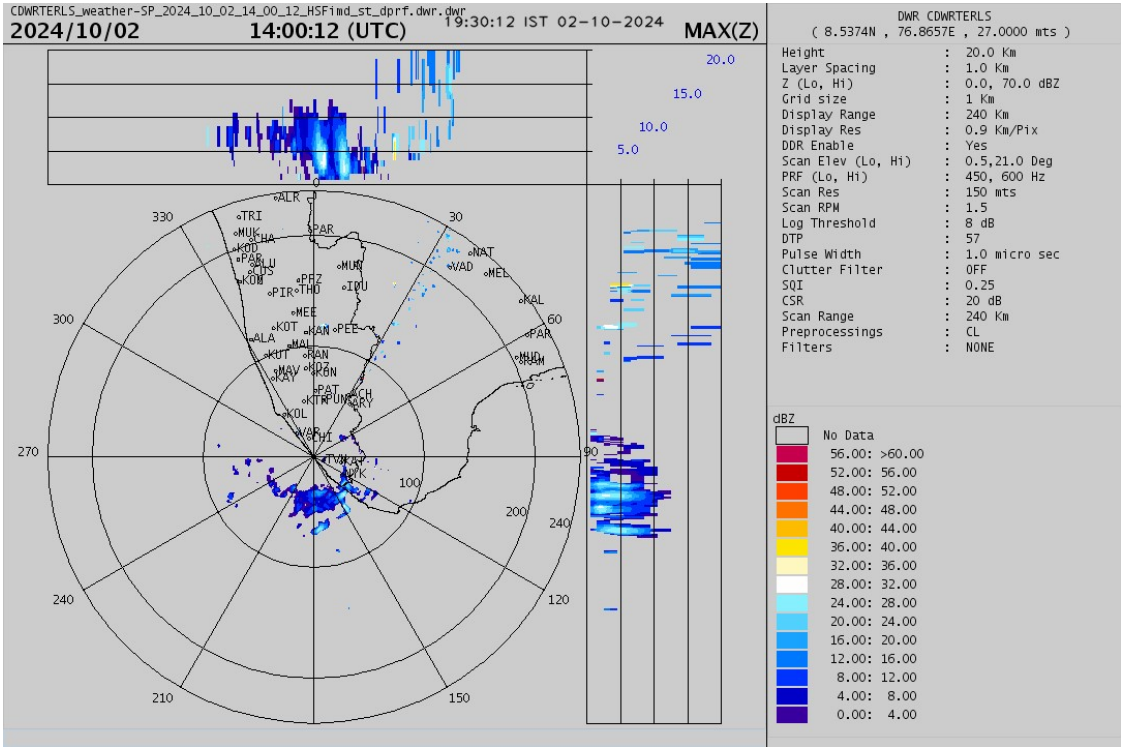 CDWRTERLS_weather-SP_2024_10_02_14_00_12_HSFimd_st_dprf.dwr.dwr
19:30:12 IST 02-10-2024
2024/10/02 14:00:12 (UTC) MAX(Z)
20.0
15.0
10.0
5.0
0
ALR
330
30
TRI
PAR
MUK
CHA
KOD
NAT
PAR
ALU
MUN
VAD
COS
MEL
KOM
PFZ
IDU
PIR
THO
KAL
MEE
300
60
KOT
KAN
PEE
PAR
ALA
MAL
KUT
RAN
MUD
RAM
MAV
KOZ
KON
KAY
PAT
ACH
KTR
PUN
ARY
KOL
VAR
CHI
270
90
TVM
NYK
100
200
240
240
120
210
150
DWR CDWRTERLS
( 8.5374N , 76.8657E , 27.0000 mts )
Height : 20.0 Km
Layer Spacing : 1.0 Km
Z (Lo, Hi) : 0.0, 70.0 dBZ
Grid size : 1 Km
Display Range : 240 Km
Display Res : 0.9 Km/Pix
DDR Enable : Yes
Scan Elev (Lo, Hi) : 0.5,21.0 Deg
PRF (Lo, Hi) : 450, 600 Hz
Scan Res : 150 mts
Scan RPM : 1.5
Log Threshold : 8 dB
DTP : 57
Pulse Width : 1.0 micro sec
Clutter Filter : OFF
SQI : 0.25
CSR : 20 dB
Scan Range : 240 Km
Preprocessings : CL
Filters : NONE
dBZ
No Data
56.00: >60.00
52.00: 56.00
48.00: 52.00
44.00: 48.00
40.00: 44.00
36.00: 40.00
32.00: 36.00
28.00: 32.00
24.00: 28.00
20.00: 24.00
16.00: 20.00
12.00: 16.00
8.00: 12.00
4.00: 8.00
0.00: 4.00